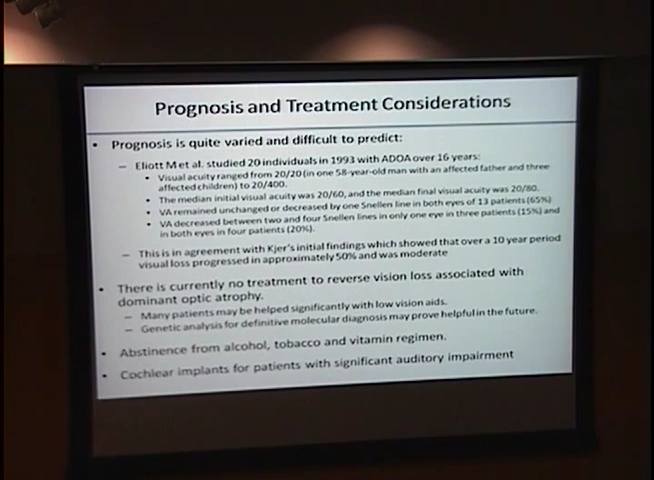 Prognosis and Treatment Considerations
• Prognosis is quite varied and difficult to predict:
– Eliott M et al. studied 20 individuals in 1993 with ADOA over 16 years:
• Visual acuity ranged from 20/20 (in one 58-year-old man with an affected father and three
affected children) to 20/400.
• The median initial visual acuity was 20/60, and the median final visual acuity was 20/80.
• VA remained unchanged or decreased by one Snellen line in both eyes of 13 patients (65%)
• VA decreased between two and four Snellen lines in only one eye in three patients (15%) and
in both eyes in four patients (20%).
– This is in agreement with Kjer's initial findings which showed that over a 10 year period
visual loss progressed in approximately 50% and was moderate
• There is currently no treatment to reverse vision loss associated with
dominant optic atrophy.
– Many patients may be helped significantly with low vision aids.
– Genetic analysis for definitive molecular diagnosis may prove helpful in the future.
• Abstinence from alcohol, tobacco and vitamin regimen.
• Cochlear implants for patients with significant auditory impairment